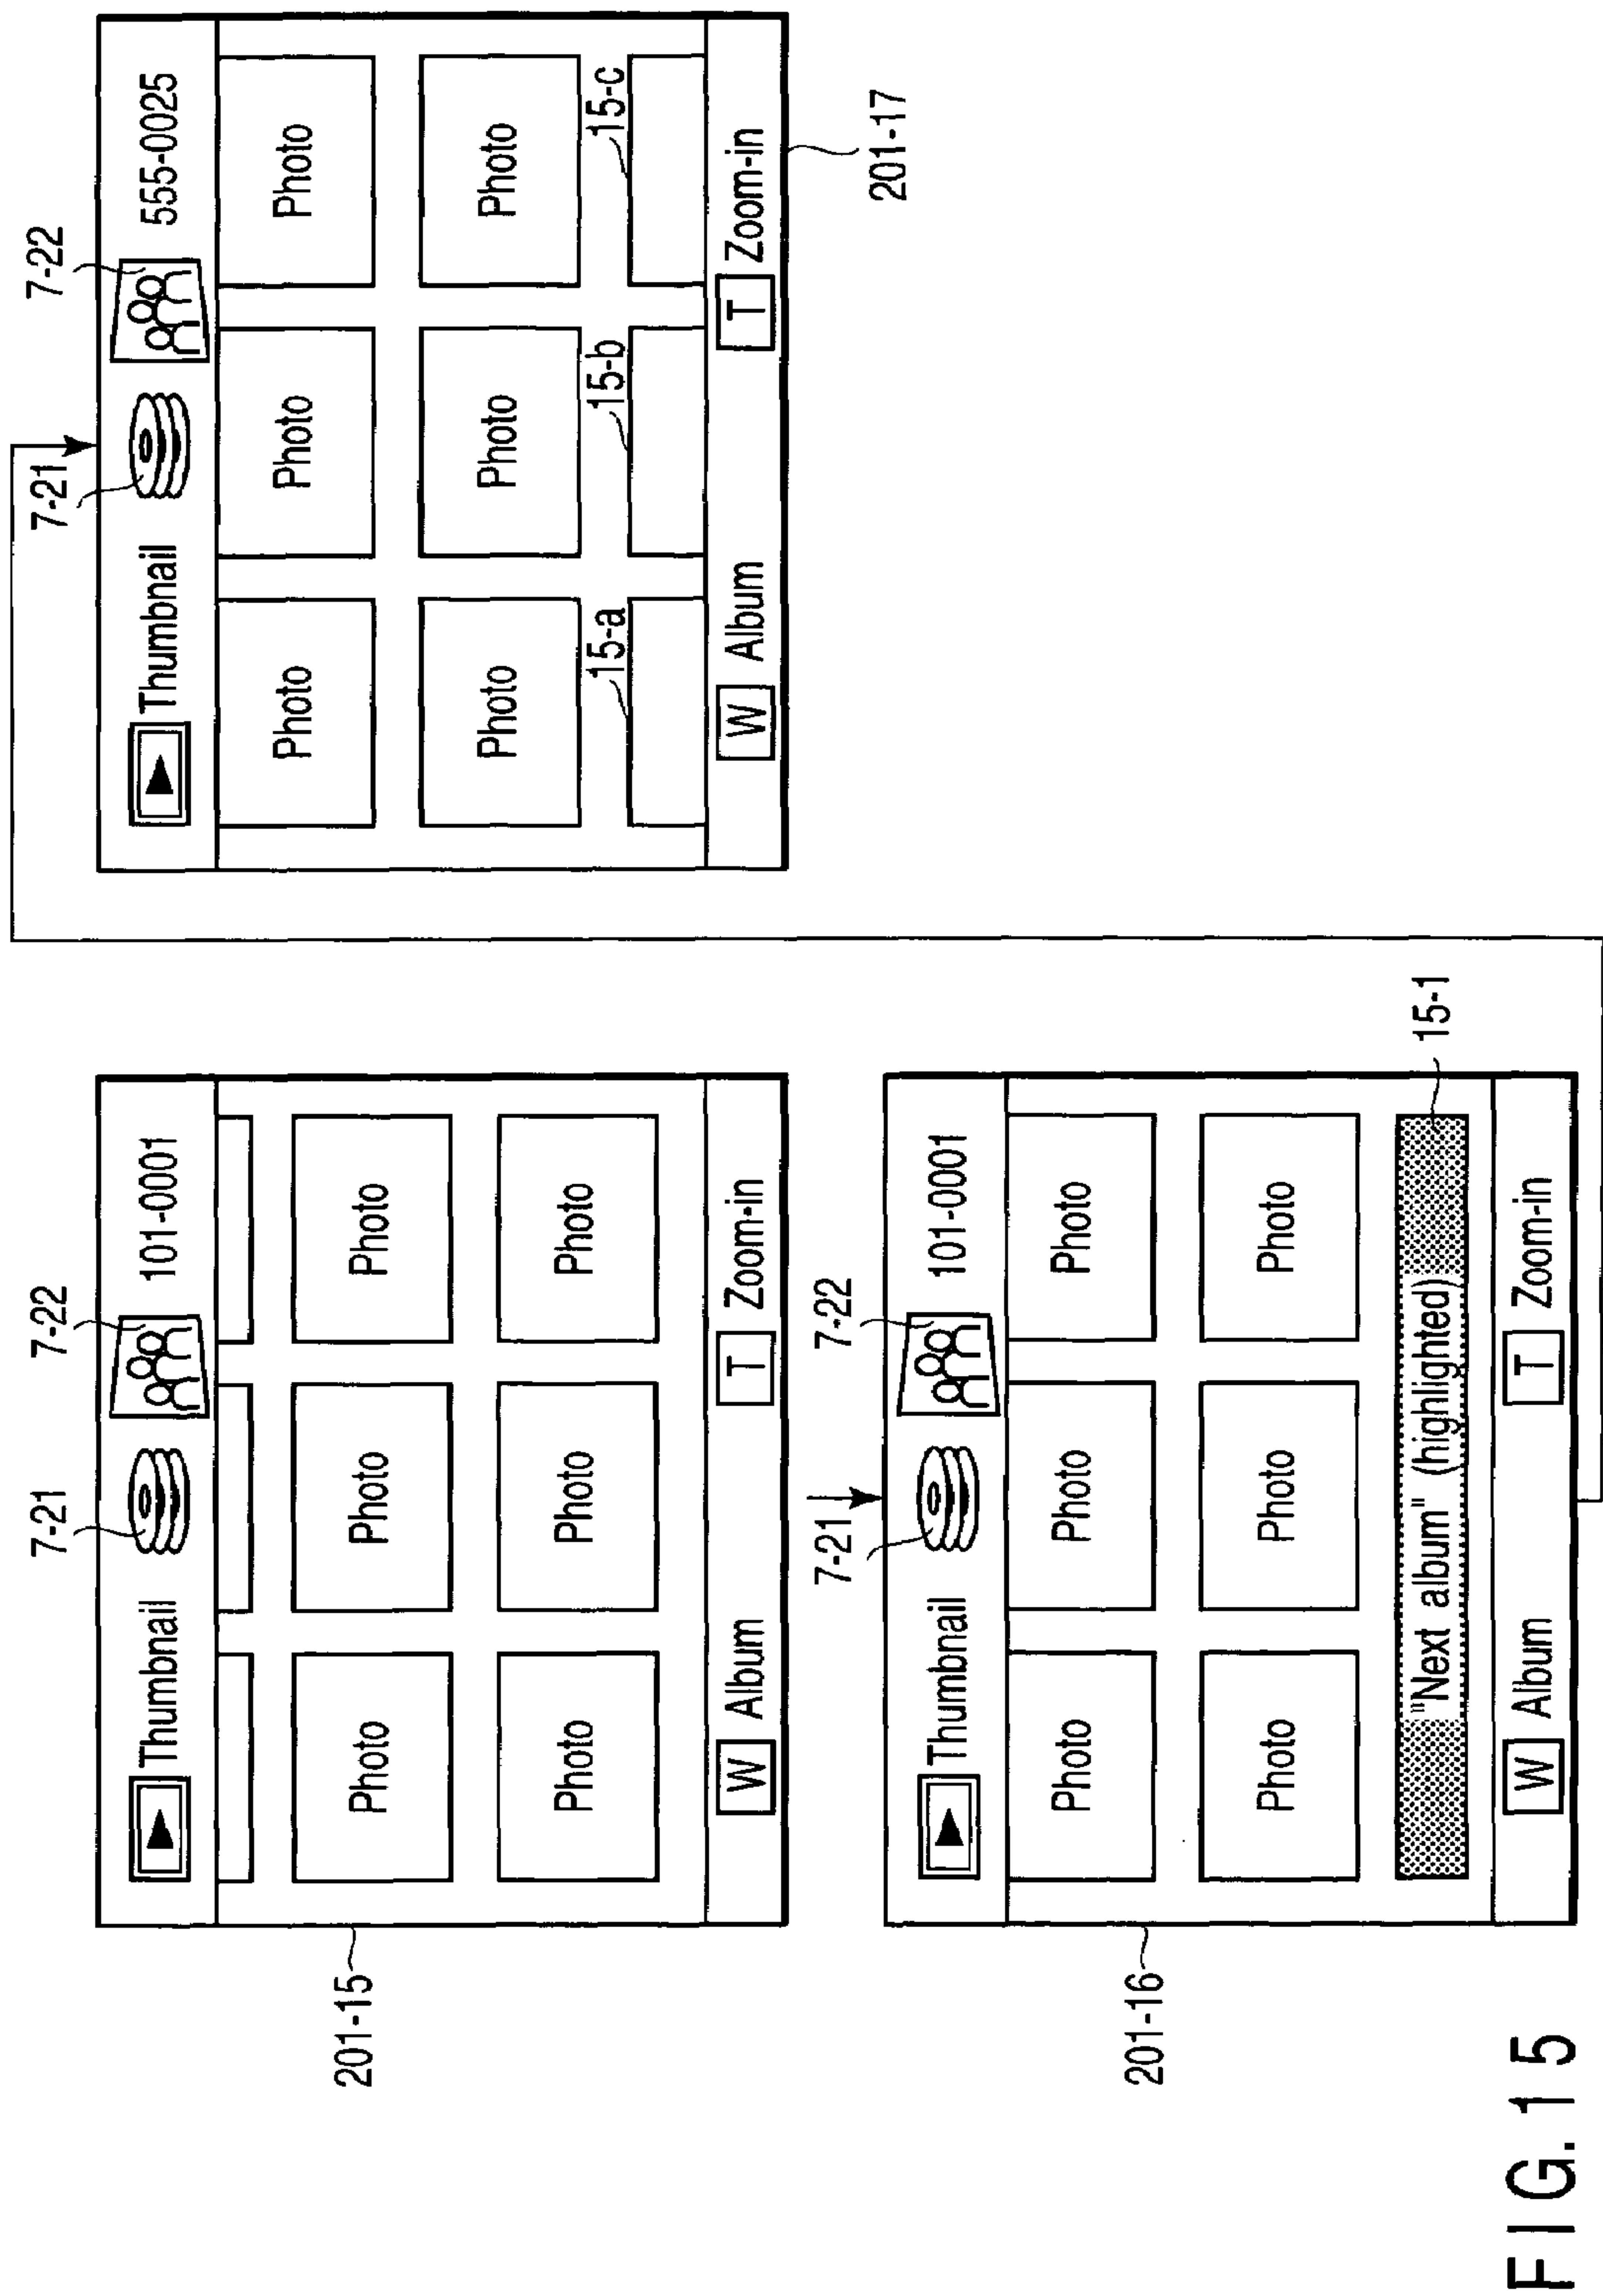 7-21
7-22
Thumbnail
101-0001
Photo
Photo
Photo
Photo
Photo
Photo
W
Album
T
Zoom-in
201-15
7-21
7-22
Thumbnail
101-0001
Photo
Photo
Photo
Photo
Photo
Photo
"Next album" (highlighted)
15-1
W
Album
T
Zoom-in
201-16
7-21
7-22
Thumbnail
555-0025
Photo
Photo
Photo
Photo
Photo
Photo
15-a
15-b
15-c
W
Album
T
Zoom-in
201-17
FIG. 15